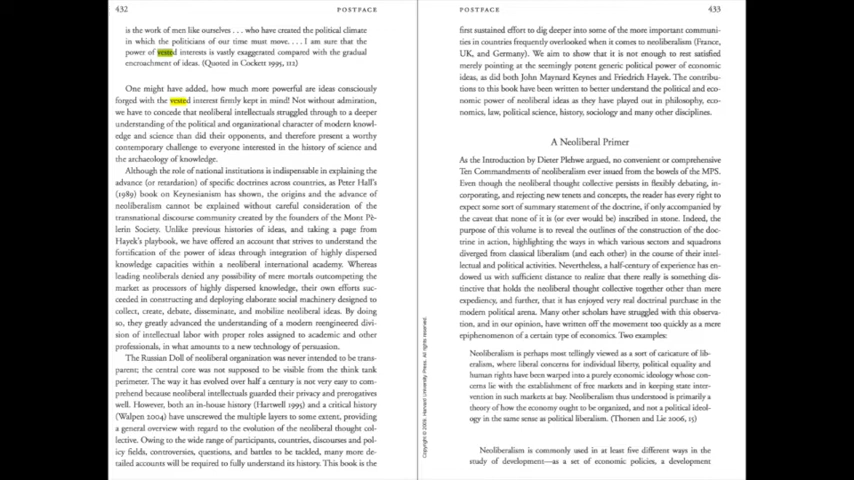 432
POSTFACE
is the work of men like ourselves . . . who have created the political climate
in which the politicians of our time must move. . . . I am sure that the
power of vested interests is vastly exaggerated compared with the gradual
encroachment of ideas. (Quoted in Cockett 1995, 112)
One might have added, how much more powerful are ideas consciously
forged with the vested interest firmly kept in mind! Not without admiration,
we have to concede that neoliberal intellectuals struggled through to a deeper
understanding of the political and organizational character of modern knowl-
edge and science than did their opponents, and therefore present a worthy
contemporary challenge to everyone interested in the history of science and
the archaeology of knowledge.
Although the role of national institutions is indispensable in explaining the
advance (or retardation) of specific doctrines across countries, as Peter Hall's
(1989) book on Keynesianism has shown, the origins and the advance of
neoliberalism cannot be explained without careful consideration of the
transnational discourse community created by the founders of the Mont Pè-
lerin Society. Unlike previous histories of ideas, and taking a page from
Hayek's playbook, we have offered an account that strives to understand the
fortification of the power of ideas through integration of highly dispersed
knowledge capacities within a neoliberal international academy. Whereas
leading neoliberals denied any possibility of mere mortals outcompeting the
market as processors of highly dispersed knowledge, their own efforts suc-
ceeded in constructing and deploying elaborate social machinery designed to
collect, create, debate, disseminate, and mobilize neoliberal ideas. By doing
so, they greatly advanced the understanding of a modern reengineered divi-
sion of intellectual labor with proper roles assigned to academic and other
professionals, in what amounts to a new technology of persuasion.
The Russian Doll of neoliberal organization was never intended to be trans-
parent; the central core was not supposed to be visible from the think tank
perimeter. The way it has evolved over half a century is not very easy to com-
prehend because neoliberal intellectuals guarded their privacy and prerogatives
well. However, both an in-house history (Hartwell 1995) and a critical history
(Walpen 2004) have unscrewed the multiple layers to some extent, providing
a general overview with regard to the evolution of the neoliberal thought col-
lective. Owing to the wide range of participants, countries, discourses and pol-
icy fields, controversies, questions, and battles to be tackled, many more de-
tailed accounts will be required to fully understand its history. This book is the
Copyright © 2009. Harvard University Press. All rights reserved.
POSTFACE
433
first sustained effort to dig deeper into some of the more important communi-
ties in countries frequently overlooked when it comes to neoliberalism (France,
UK, and Germany). We aim to show that it is not enough to rest satisfied
merely pointing at the seemingly potent generic political power of economic
ideas, as did both John Maynard Keynes and Friedrich Hayek. The contribu-
tions to this book have been written to better understand the political and eco-
nomic power of neoliberal ideas as they have played out in philosophy, eco-
nomics, law, political science, history, sociology and many other disciplines.
A Neoliberal Primer
As the Introduction by Dieter Plehwe argued, no convenient or comprehensive
Ten Commandments of neoliberalism ever issued from the bowels of the MPS.
Even though the neoliberal thought collective persists in flexibly debating, in-
corporating, and rejecting new tenets and concepts, the reader has every right to
expect some sort of summary statement of the doctrine, if only accompanied by
the caveat that none of it is (or ever would be) inscribed in stone. Indeed, the
purpose of this volume is to reveal the outlines of the construction of the doc-
trine in action, highlighting the ways in which various sectors and squadrons
diverged from classical liberalism (and each other) in the course of their intel-
lectual and political activities. Nevertheless, a half-century of experience has en-
dowed us with sufficient distance to realize that there really is something dis-
tinctive that holds the neoliberal thought collective together other than mere
expediency, and further, that it has enjoyed very real doctrinal purchase in the
modern political arena. Many other scholars have struggled with this observa-
tion, and in our opinion, have written off the movement too quickly as a mere
epiphenomenon of a certain type of economics. Two examples:
Neoliberalism is perhaps most tellingly viewed as a sort of caricature of lib-
eralism, where liberal concerns for individual liberty, political equality and
human rights have been warped into a purely economic ideology whose con-
cerns lie with the establishment of free markets and in keeping state inter-
vention in such markets at bay. Neoliberalism thus understood is primarily a
theory of how the economy ought to be organized, and not a political ideol-
ogy in the same sense as political liberalism. (Thorsen and Lie 2006, 15)
Neoliberalism is commonly used in at least five different ways in the
study of development—as a set of economic policies, a development